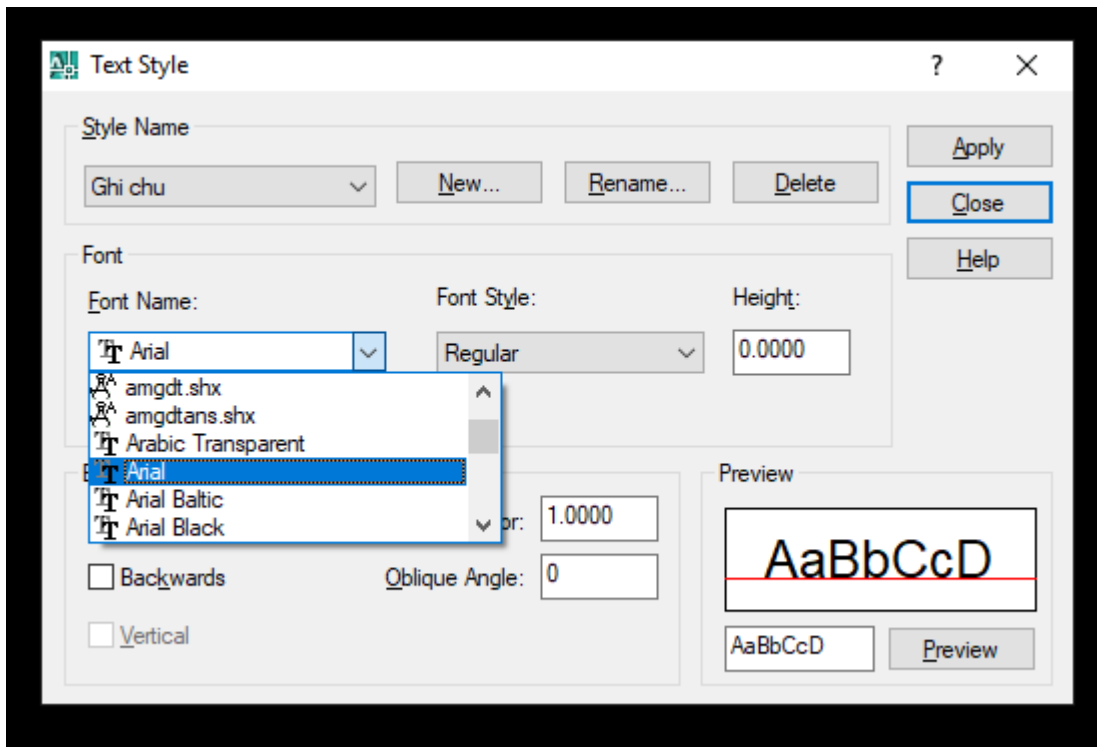 Text Style ?
Style Name
Ghi chu New... Rename... Delete
Apply
Close
Help
Font
Font Name: Font Style: Height:
Arial Regular 0.0000
amgdt.shx
amgdtans.shx
Arabic Transparent
Arial
Arial Baltic
Arial Black
or: 1.0000
Backwards Oblique Angle: 0
Vertical
Preview
AaBbCcD
AaBbCcD Preview